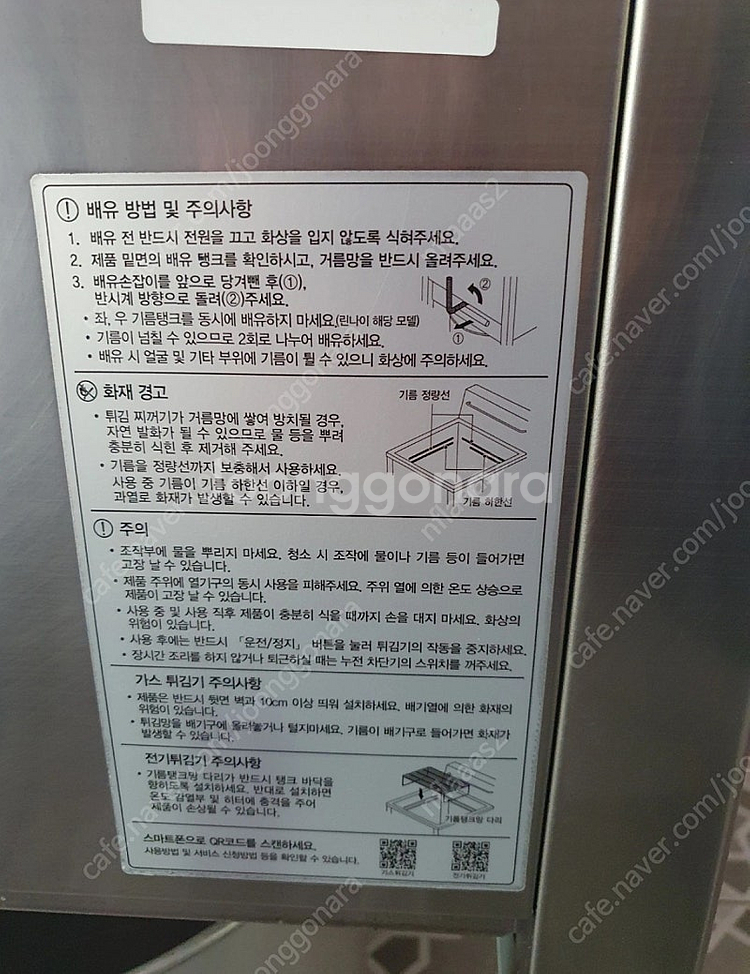 배유 방법 및 주의사항
1. 배유 전 반드시 전원을 끄고 화상을 입지 않도록 식혀주세요.
2. 제품 밑면의 배유 탱크를 확인하시고, 거름망을 반드시 올려주세요.
3. 배유손잡이를 앞으로 당겨뺀 후(①),
반시계 방향으로 돌려(②)주세요.
• 좌, 우 기름탱크를 동시에 배유하지 마세요.(린나이 해당 모델)
• 기름이 넘칠 수 있으므로 2회로 나누어 배유하세요.
• 배유 시 얼굴 및 기타 부위에 기름이 튈 수 있으니 화상에 주의하세요.
②
①
화재 경고
• 튀김 찌꺼기가 거름망에 쌓여 방치될 경우,
자연 발화가 될 수 있으므로 물 등을 뿌려
충분히 식힌 후 제거해 주세요.
• 기름을 정량선까지 보충해서 사용하세요.
사용 중 기름이 기름 하한선 이하일 경우,
과열로 화재가 발생할 수 있습니다.
기름 정량선
기름 하한선
주의
• 조작부에 물을 뿌리지 마세요. 청소 시 조작에 물이나 기름 등이 들어가면
고장 날 수 있습니다.
• 제품 주위에 열기구의 동시 사용을 피해주세요. 주위 열에 의한 온도 상승으로
제품이 고장 날 수 있습니다.
• 사용 중 및 사용 직후 제품이 충분히 식을 때까지 손을 대지 마세요. 화상의
위험이 있습니다.
• 사용 후에는 반드시 「운전/정지」 버튼을 눌러 튀김기의 작동을 중지하세요.
• 장시간 조리를 하지 않거나 퇴근하실 때는 누전 차단기의 스위치를 꺼주세요.
가스 튀김기 주의사항
• 제품은 반드시 뒷면 벽과 10cm 이상 띄워 설치하세요. 배기열에 의한 화재의
위험이 있습니다.
• 튀김망을 배기구에 올려놓거나 털지마세요. 기름이 배기구로 들어가면 화재가
발생할 수 있습니다.
전기튀김기 주의사항
• 기름탱크망 다리가 반드시 탱크 바닥을
향하도록 설치하세요. 반대로 설치하면
온도 감열부 및 히터에 충격을 주어
제품이 손상될 수 있습니다.
기름탱크망 다리
스마트폰으로 QR코드를 스캔하세요.
사용방법 및 서비스 신청방법 등을 확인할 수 있습니다.
가스튀김기
전기튀김기
joonggonara
cafe.naver.com/joonggonara